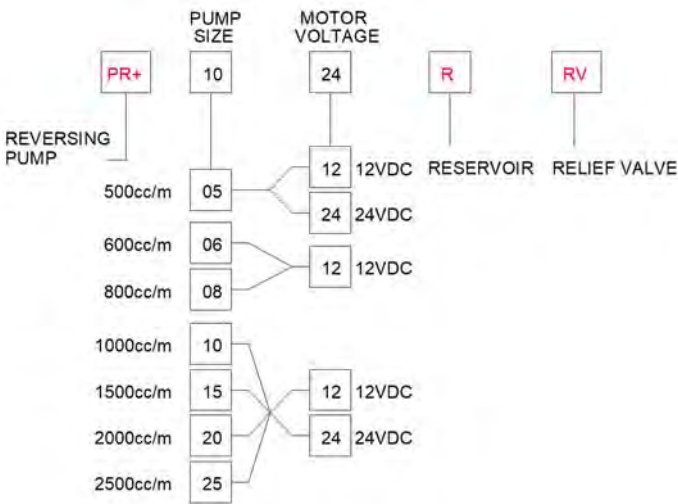 PUMP
SIZE
MOTOR
VOLTAGE
PR+ 10 24 R RV
REVERSING
PUMP
RESERVOIR RELIEF VALVE
500cc/m 05 12 12VDC
24 24VDC
600cc/m 06
12 12VDC
800cc/m 08
1000cc/m 10
1500cc/m 15 12 12VDC
2000cc/m 20 24 24VDC
2500cc/m 25